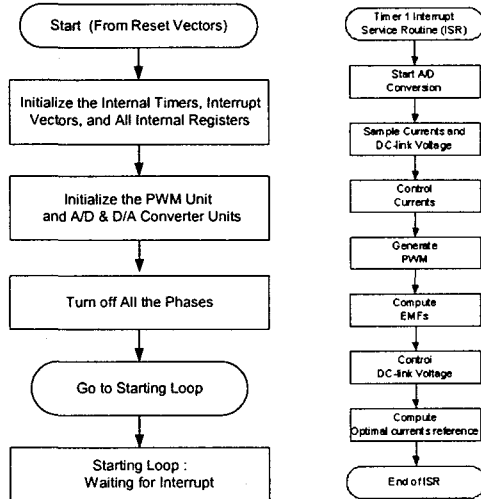 Start (From Reset Vectors)
Initialize the Internal Timers, Interrupt
Vectors, and All Internal Registers
Initialize the PWM Unit
and A/D & D/A Converter Units
Turn off All the Phases
Go to Starting Loop
Starting Loop :
Waiting for Interrupt
Timer 1 Interrupt
Service Routine (ISR)
Start A/D
Conversion
Sample Currents and
DC-link Voltage
Control
Currents
Generate
PWM
Compute
EMFs
Control
DC-link Voltage
Compute
Optimal currents reference
End of ISR